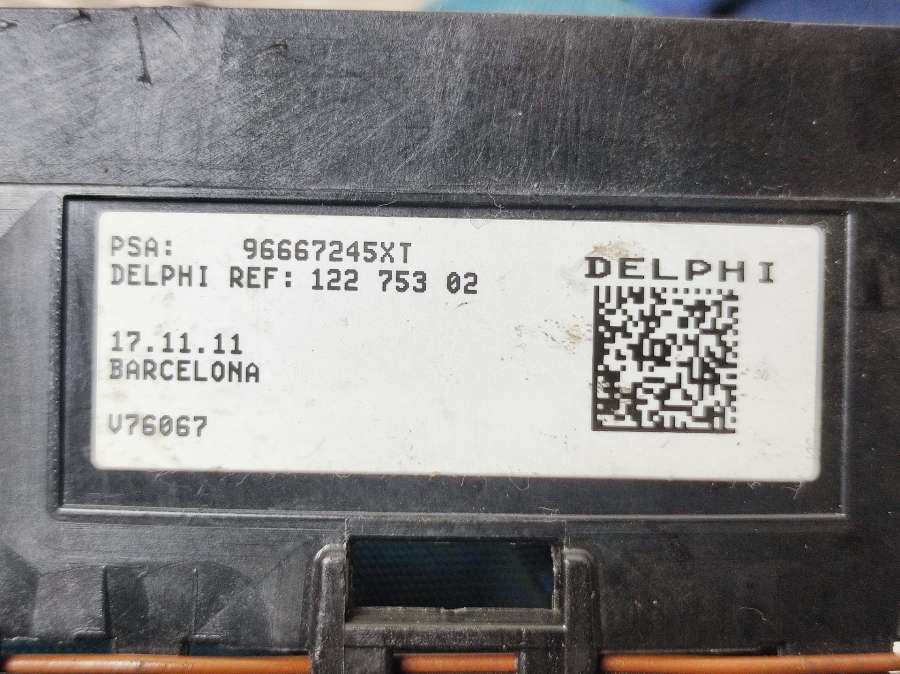 PSA: 96667245XT
DELPHI REF: 122 753 02
DELPHI
17.11.11
BARCELONA
V76067